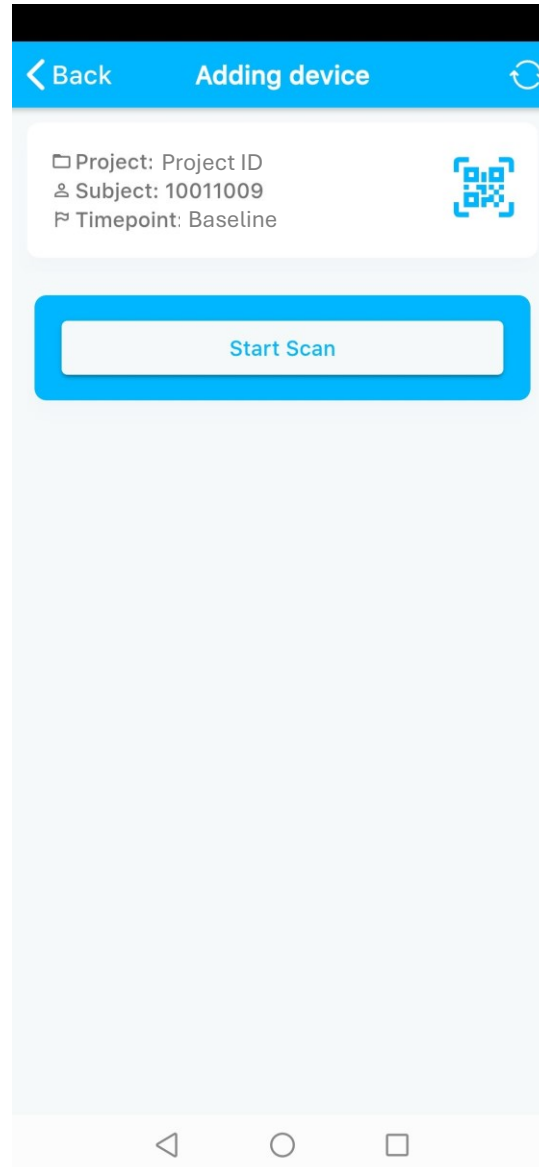 Back
Adding device
Project: Project ID
Subject: 10011009
Timepoint: Baseline
Start Scan